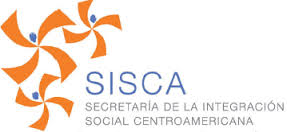 SISCA
SECRETARÍA DE LA INTEGRACIÓN
SOCIAL CENTROAMERICANA